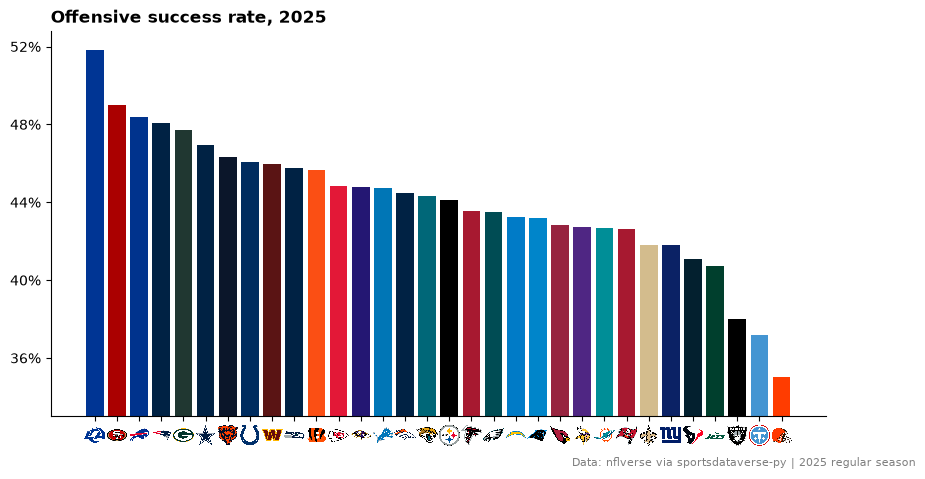 Offensive success rate, 2025
52%
48%
44%
40%
36%
Data: nflverse via sportsdataverse-py | 2025 regular season